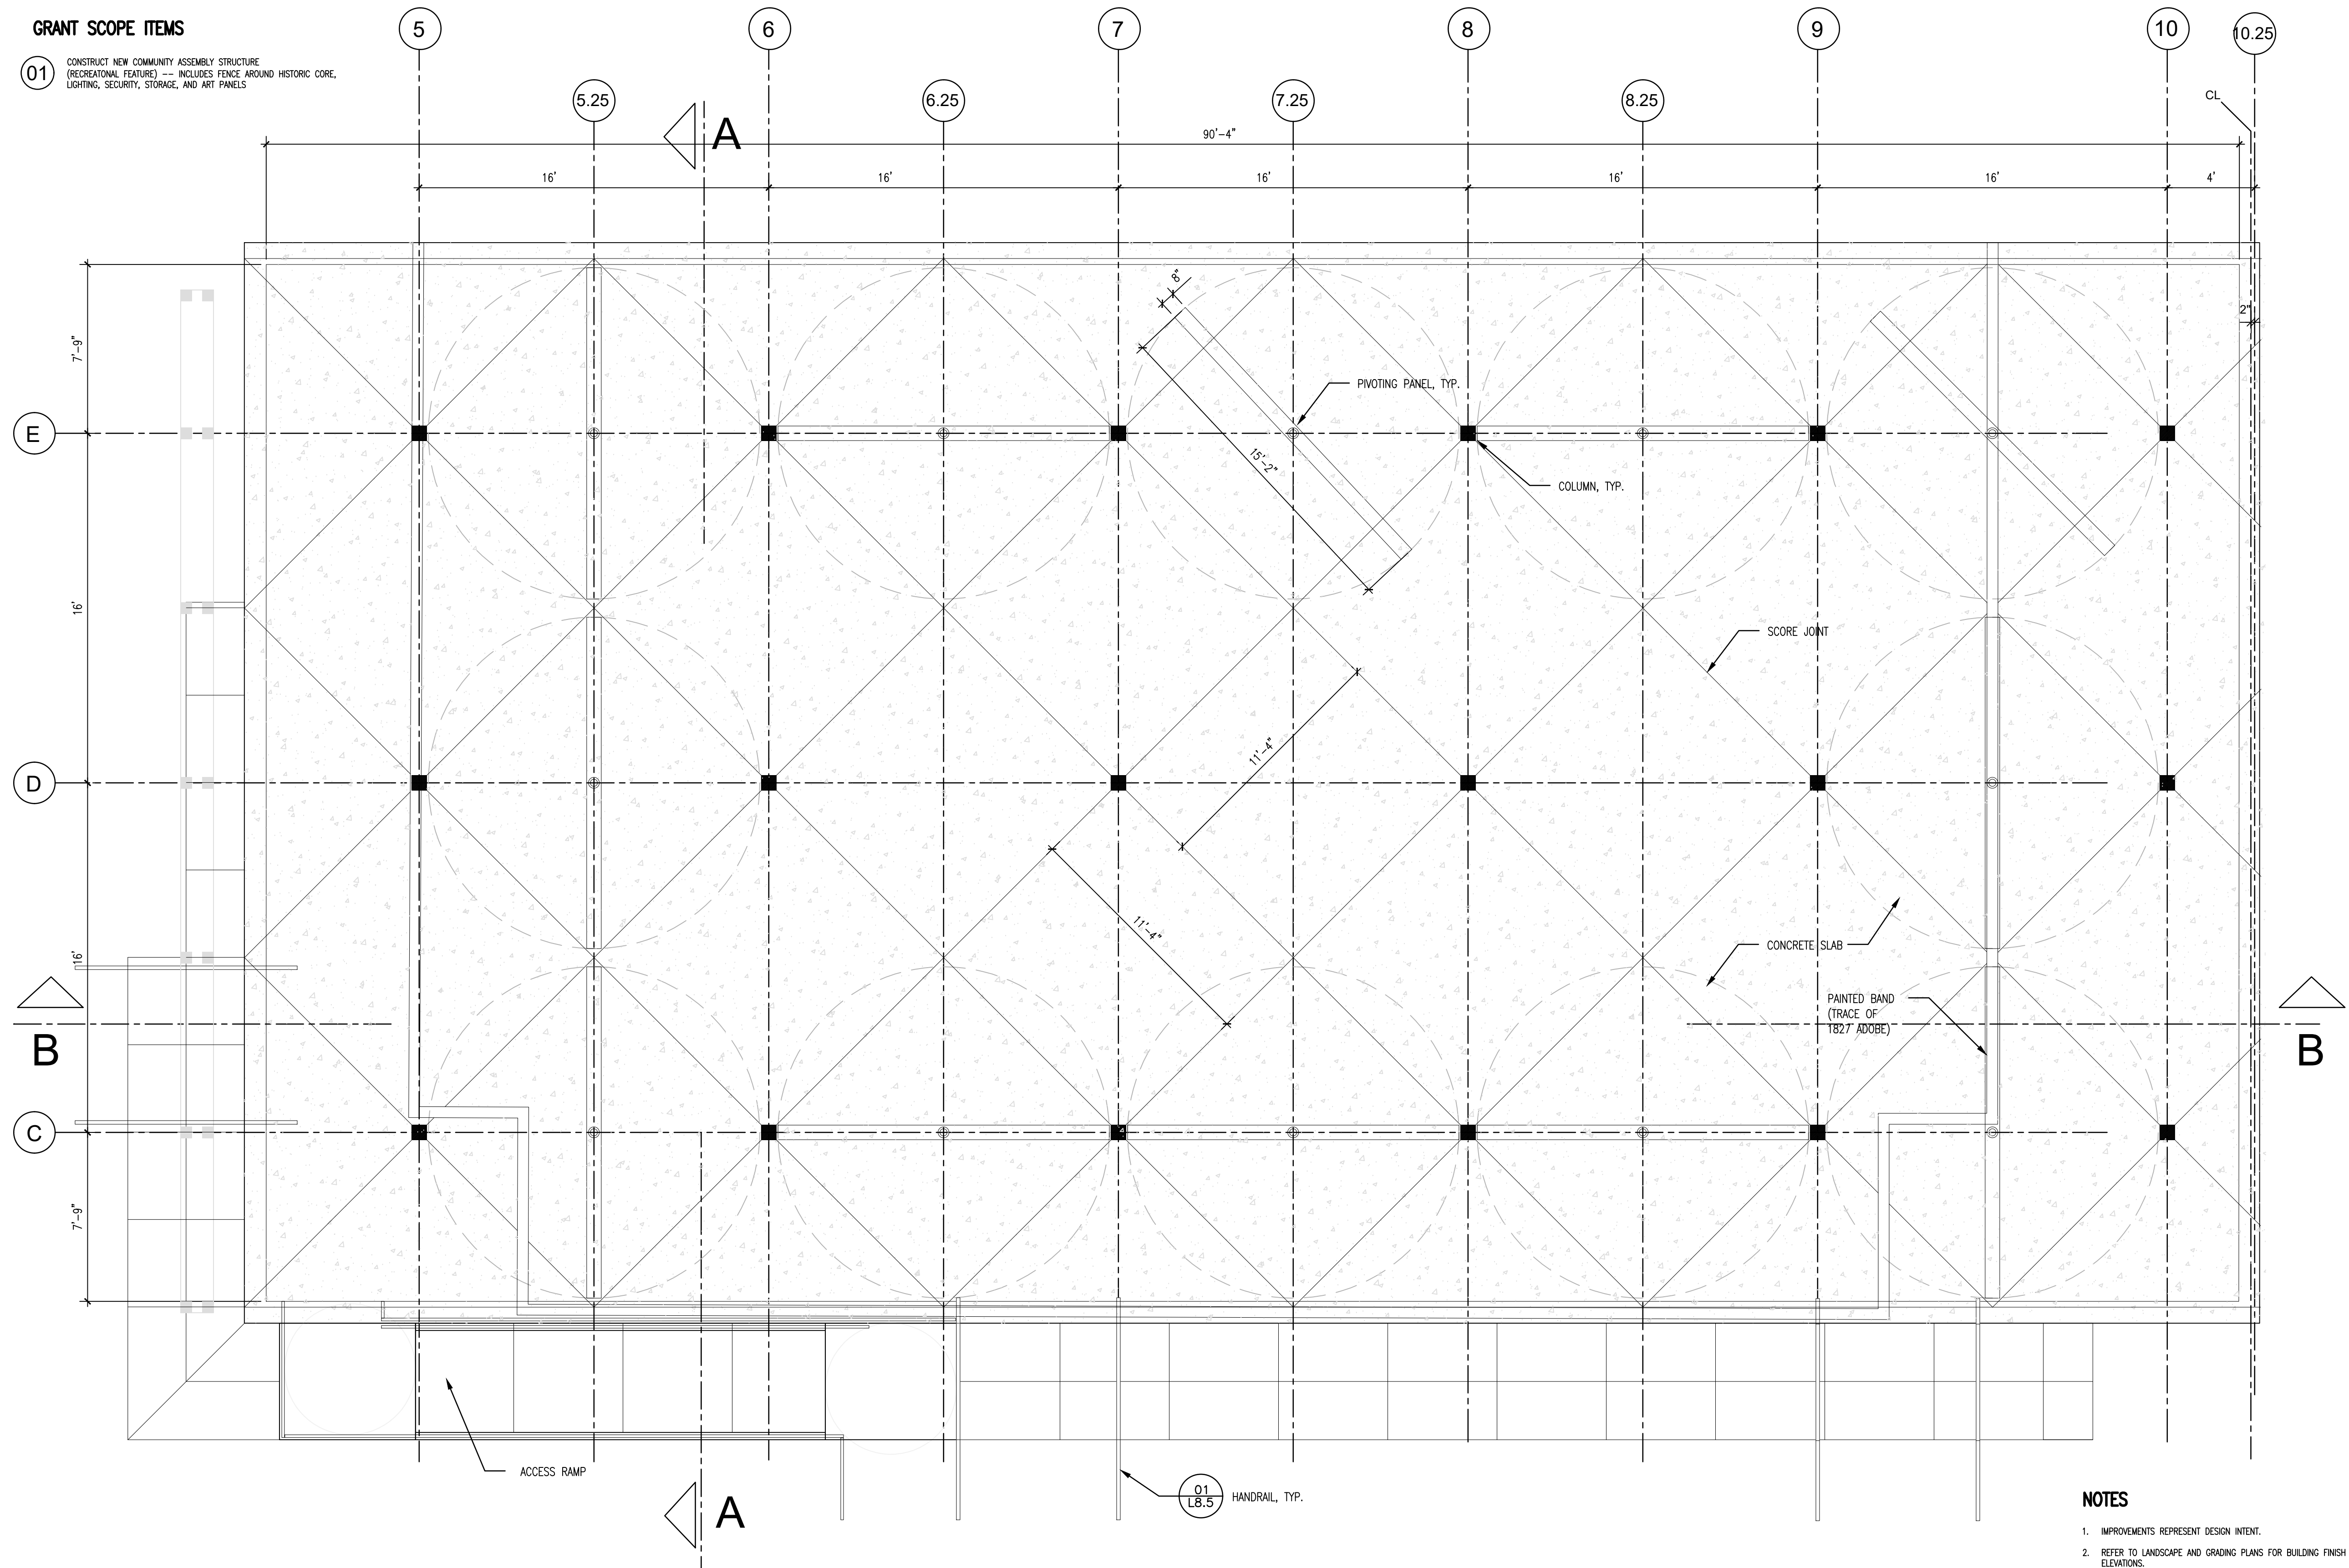 GRANT SCOPE ITEMS
01
CONSTRUCT NEW COMMUNITY ASSEMBLY STRUCTURE
(RECREATONAL FEATURE) -- INCLUDES FENCE AROUND HISTORIC CORE,
LIGHTING, SECURITY, STORAGE, AND ART PANELS
5
6
7
8
9
10
10.25
5.25
6.25
7.25
8.25
CL
A
90'-4"
16'
16'
16'
16'
16'
4'
8"
2"
7'-9"
PIVOTING PANEL, TYP.
E
15'-2"
COLUMN, TYP.
16'
SCORE JOINT
11'-4"
D
11'-4"
CONCRETE SLAB
16'
PAINTED BAND
(TRACE OF
1827 ADOBE)
B
B
C
7'-9"
ACCESS RAMP
A
01
L8.5
HANDRAIL, TYP.
NOTES
1. IMPROVEMENTS REPRESENT DESIGN INTENT.
2. REFER TO LANDSCAPE AND GRADING PLANS FOR BUILDING FINISH
ELEVATIONS.